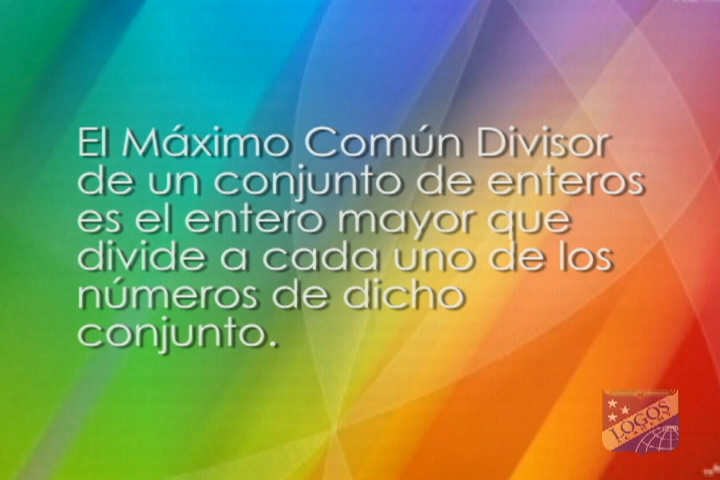 El Máximo Común Divisor
de un conjunto de enteros
es el entero mayor que
divide a cada uno de los
números de dicho
conjunto.
LOGOS
ACADEMY